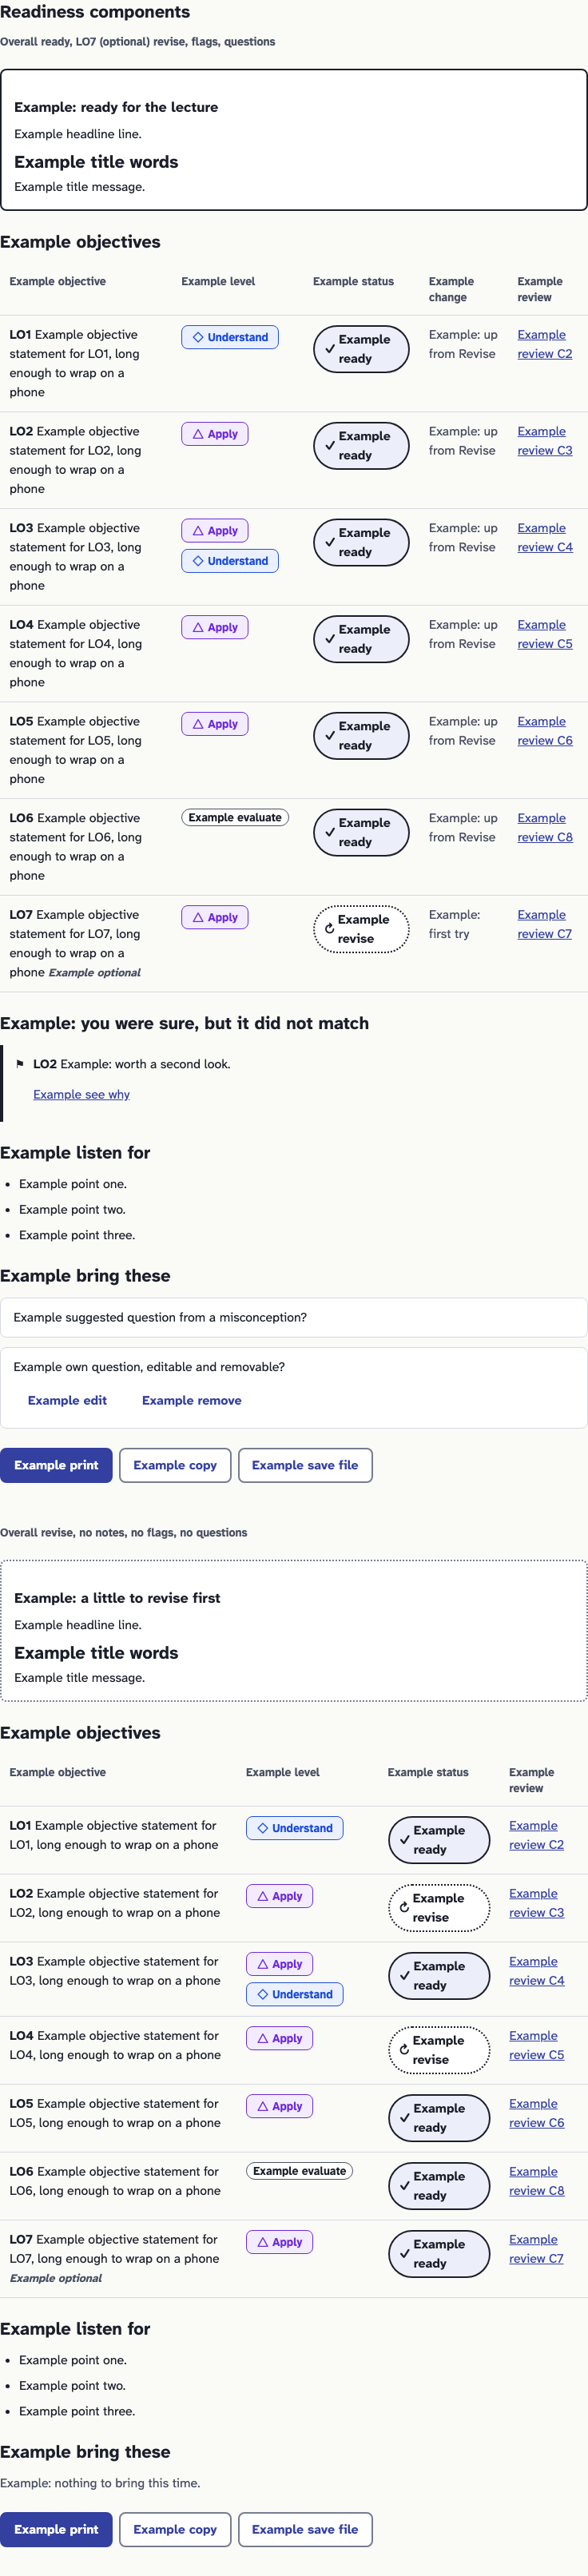 Readiness components
Overall ready, LO7 (optional) revise, flags, questions
Example: ready for the lecture
Example headline line.
Example title words
Example title message.
Example objectives
Example objective Example level Example status Example change Example review
LO1 Example objective statement for LO1, long enough to wrap on a phone Understand Example ready Example: up from Revise Example review C2
LO2 Example objective statement for LO2, long enough to wrap on a phone Apply Example ready Example: up from Revise Example review C3
LO3 Example objective statement for LO3, long enough to wrap on a phone Apply Understand Example ready Example: up from Revise Example review C4
LO4 Example objective statement for LO4, long enough to wrap on a phone Apply Example ready Example: up from Revise Example review C5
LO5 Example objective statement for LO5, long enough to wrap on a phone Apply Example ready Example: up from Revise Example review C6
LO6 Example objective statement for LO6, long enough to wrap on a phone Example evaluate Example ready Example: up from Revise Example review C8
LO7 Example objective statement for LO7, long enough to wrap on a phone Example optional Apply Example revise Example: first try Example review C7
Example: you were sure, but it did not match
LO2 Example: worth a second look.
Example see why
Example listen for
Example point one.
Example point two.
Example point three.
Example bring these
Example suggested question from a misconception?
Example own question, editable and removable?
Example edit Example remove
Example print Example copy Example save file
Overall revise, no notes, no flags, no questions
Example: a little to revise first
Example headline line.
Example title words
Example title message.
Example objectives
Example objective Example level Example status Example review
LO1 Example objective statement for LO1, long enough to wrap on a phone Understand Example ready Example review C2
LO2 Example objective statement for LO2, long enough to wrap on a phone Apply Example revise Example review C3
LO3 Example objective statement for LO3, long enough to wrap on a phone Apply Understand Example ready Example review C4
LO4 Example objective statement for LO4, long enough to wrap on a phone Apply Example revise Example review C5
LO5 Example objective statement for LO5, long enough to wrap on a phone Apply Example ready Example review C6
LO6 Example objective statement for LO6, long enough to wrap on a phone Example evaluate Example ready Example review C8
LO7 Example objective statement for LO7, long enough to wrap on a phone Example optional Apply Example ready Example review C7
Example listen for
Example point one.
Example point two.
Example point three.
Example bring these
Example: nothing to bring this time.
Example print Example copy Example save file